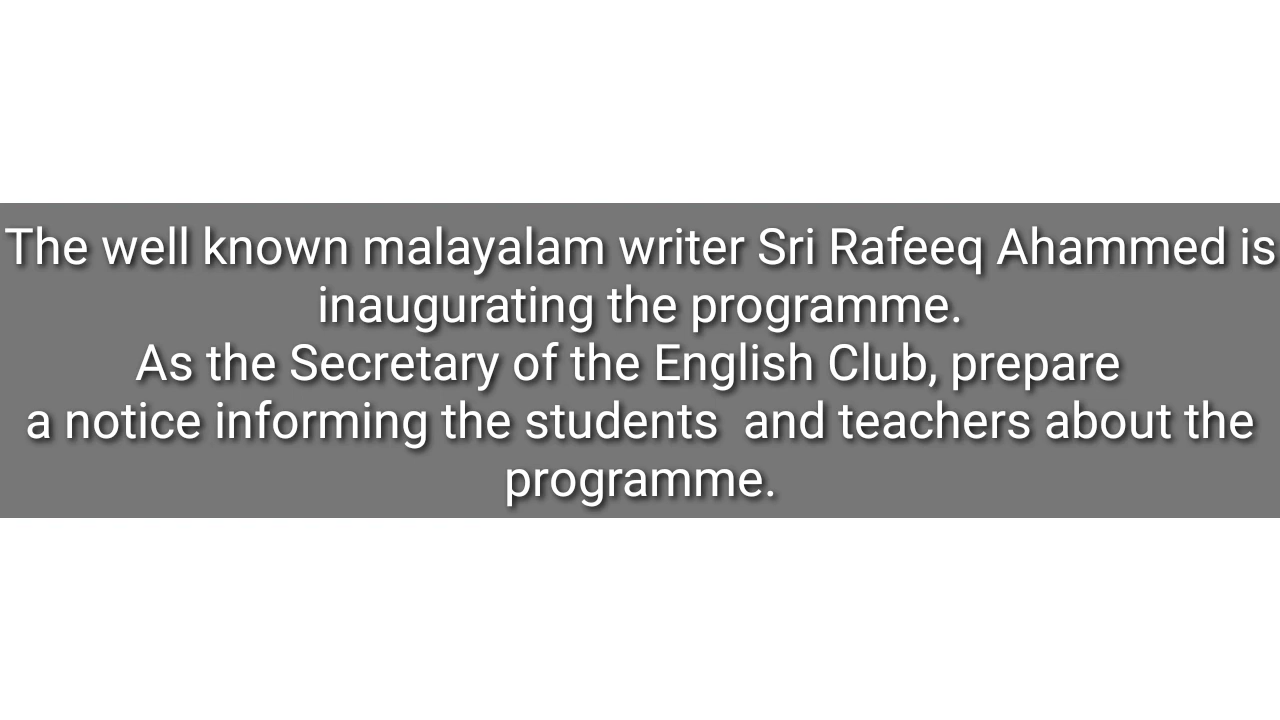 The well known malayalam writer Sri Rafeeq Ahammed is
inaugurating the programme.
As the Secretary of the English Club, prepare
a notice informing the students  and teachers about the
programme.